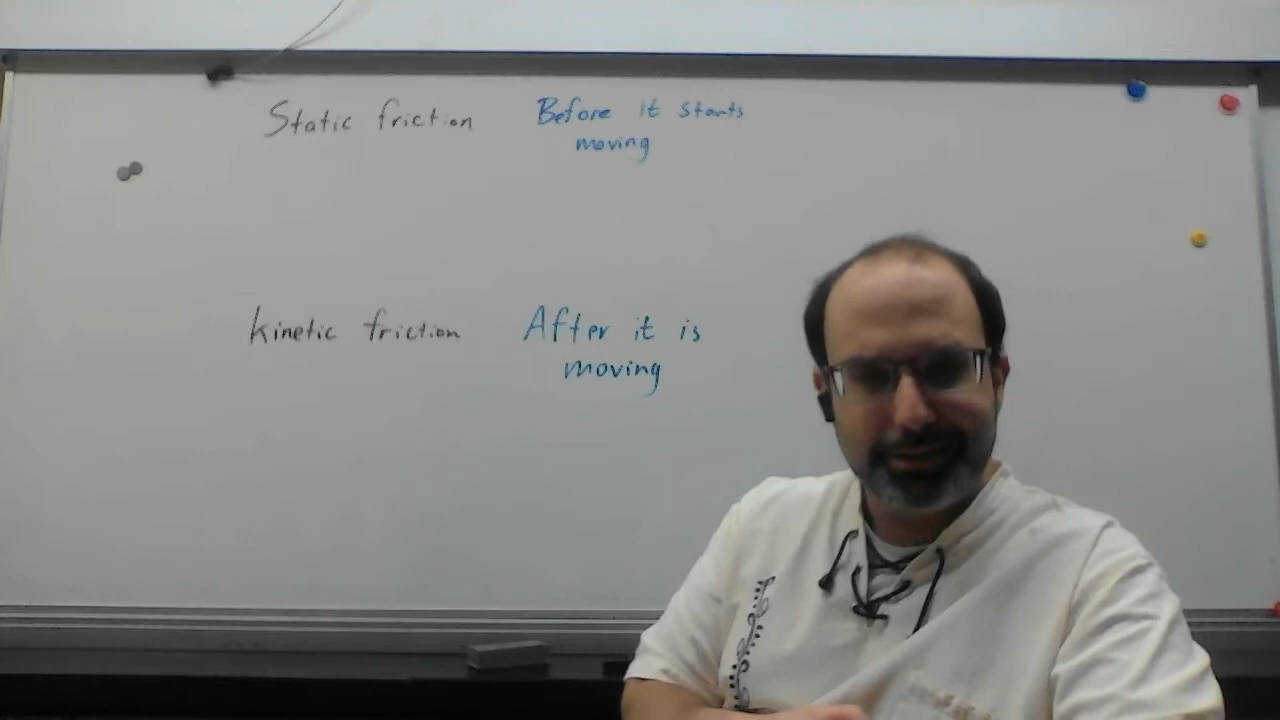 Static friction Before it starts
moving
kinetic friction After it is
moving